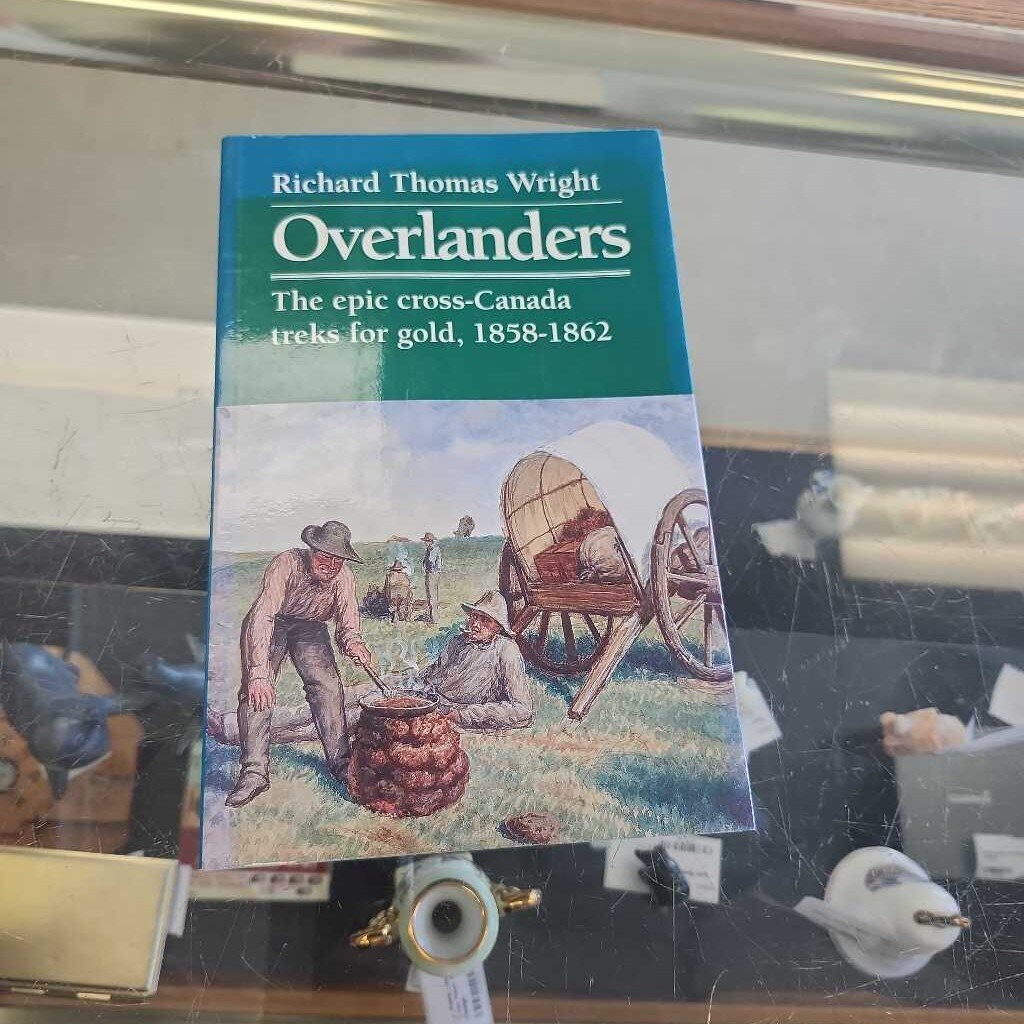 Richard Thomas Wright
Overlanders
The epic cross-Canada
treks for gold, 1858-1862